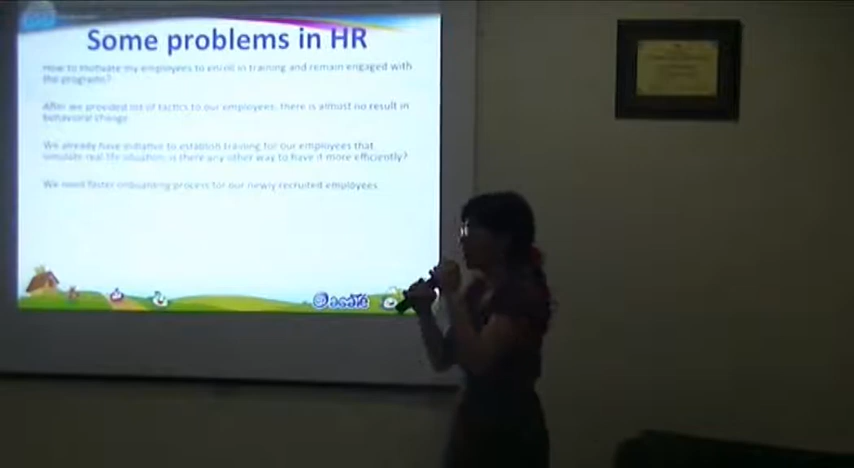 Some problems in HR
How to motivate my employees to enroll in training and remain engaged with
the programs?
After we provided lot of tactics to our employees, there is almost no result in
behavioral change.
We already have initiative to establish training for our employees that
simulate real life situation, is there any other way to have it more efficiently?
We need faster onboarding process for our newly recruited employees